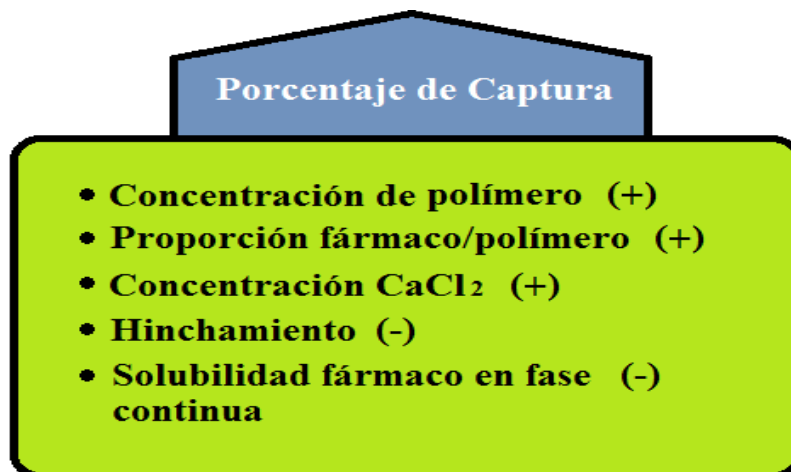 Porcentaje de Captura
• Concentración de polímero (+)
• Proporción fármaco/polímero (+)
• Concentración CaCl₂ (+)
• Hinchamiento (-)
• Solubilidad fármaco en fase (-)
continua